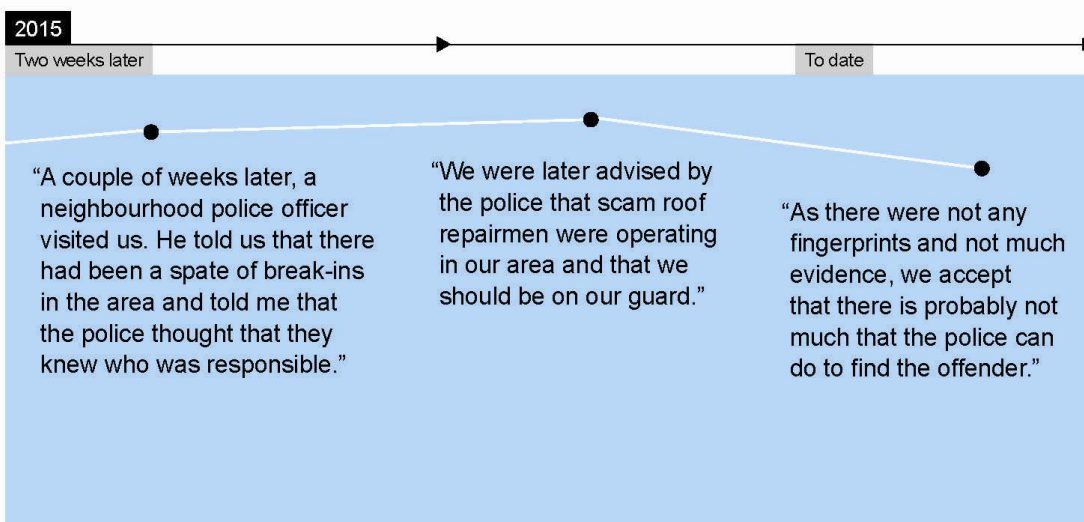 2015
Two weeks later
To date
“A couple of weeks later, a
neighbourhood police officer
visited us. He told us that there
had been a spate of break-ins
in the area and told me that
the police thought that they
knew who was responsible.”
“We were later advised by
the police that scam roof
repairmen were operating
in our area and that we
should be on our guard.”
“As there were not any
fingerprints and not much
evidence, we accept
that there is probably not
much that the police can
do to find the offender.”